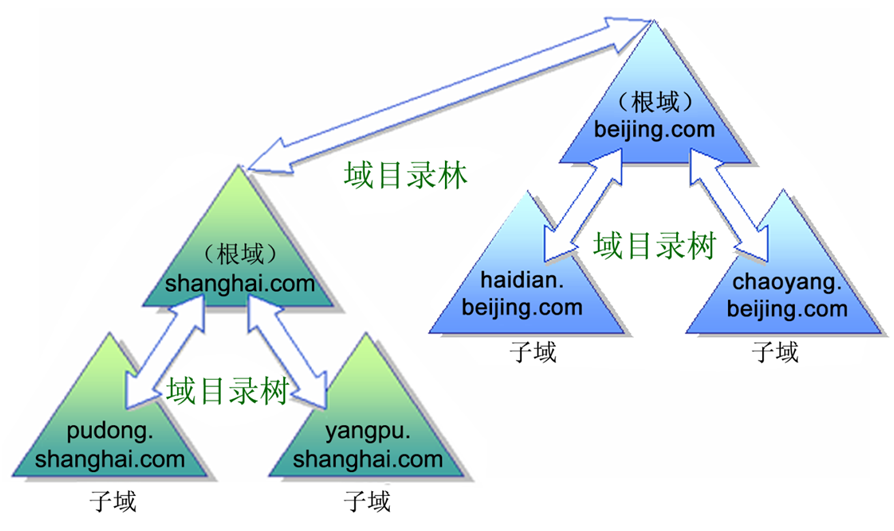 （根域）
beijing.com
域目录林
（根域）
shanghai.com
域目录树
haidian.
beijing.com
chaoyang.
beijing.com
子域
子域
域目录树
pudong.
shanghai.com
yangpu.
shanghai.com
子域
子域